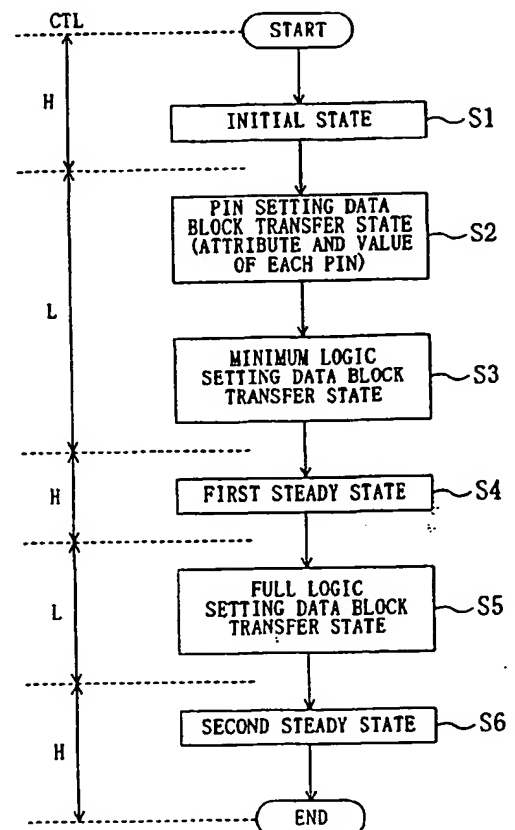 CTL
START
H
INITIAL STATE
S1
PIN SETTING DATA
BLOCK TRANSFER STATE
(ATTRIBUTE AND VALUE
OF EACH PIN)
S2
L
MINIMUM LOGIC
SETTING DATA BLOCK
TRANSFER STATE
S3
H
FIRST STEADY STATE
S4
L
FULL LOGIC
SETTING DATA BLOCK
TRANSFER STATE
S5
H
SECOND STEADY STATE
S6
END